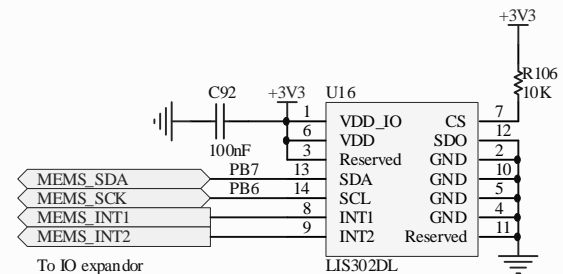 +3V3
R106
10K
C92
100nF
+3V3
U16
1 VDD_IO CS 7
6 VDD SDO 12
3 Reserved GND 2
MEMS_SDA PB7 13 SDA GND 10
MEMS_SCK PB6 14 SCL GND 5
MEMS_INT1 8 INT1 GND 4
MEMS_INT2 9 INT2 Reserved 11
To IO expandor
LIS302DL